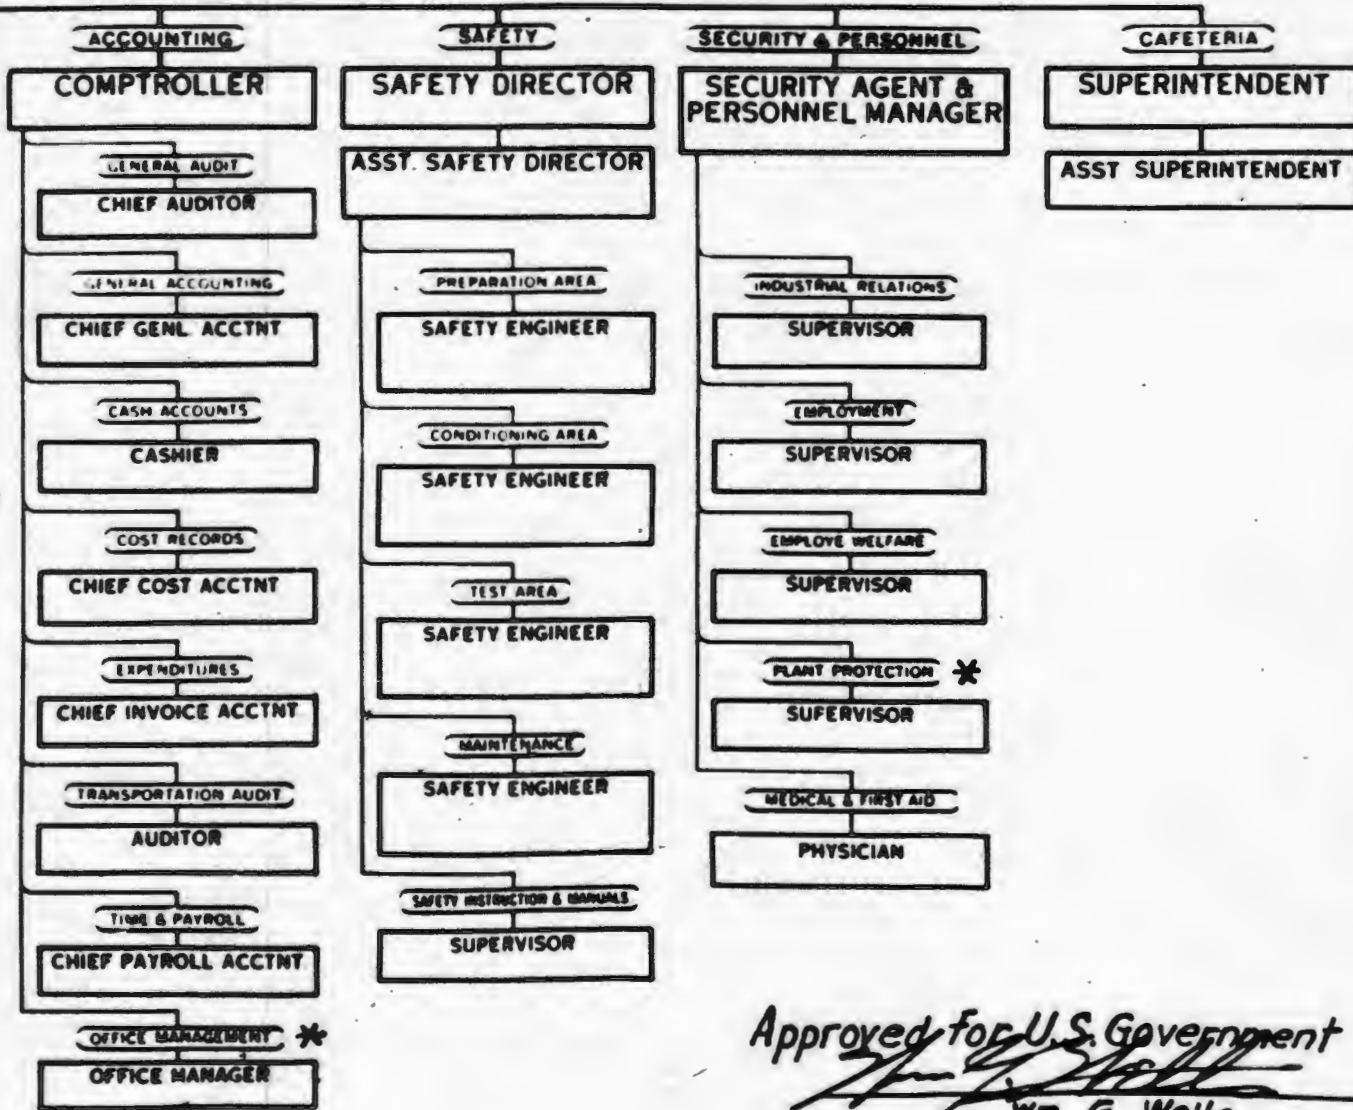 ACCOUNTING
COMPTROLLER
GENERAL AUDIT
CHIEF AUDITOR
GENERAL ACCOUNTING
CHIEF GENL ACCTNT
CASH ACCOUNTS
CASHIER
COST RECORDS
CHIEF COST ACCTNT
EXPENDITURES
CHIEF INVOICE ACCTNT
TRANSPORTATION AUDIT
AUDITOR
TIME & PAYROLL
CHIEF PAYROLL ACCTNT
OFFICE MANAGEMENT *
OFFICE MANAGER
SAFETY
SAFETY DIRECTOR
ASST. SAFETY DIRECTOR
PREPARATION AREA
SAFETY ENGINEER
CONDITIONING AREA
SAFETY ENGINEER
TEST AREA
SAFETY ENGINEER
MAINTENANCE
SAFETY ENGINEER
SAFETY INSTRUCTION & MANUALS
SUPERVISOR
SECURITY & PERSONNEL
SECURITY AGENT &
PERSONNEL MANAGER
INDUSTRIAL RELATIONS
SUPERVISOR
EMPLOYMENT
SUPERVISOR
EMPLOYE WELFARE
SUPERVISOR
PLANT PROTECTION *
SUPERVISOR
MEDICAL & FIRST AID
PHYSICIAN
CAFETERIA
SUPERINTENDENT
ASST SUPERINTENDENT
Approved for U.S. Government
Wm. G.